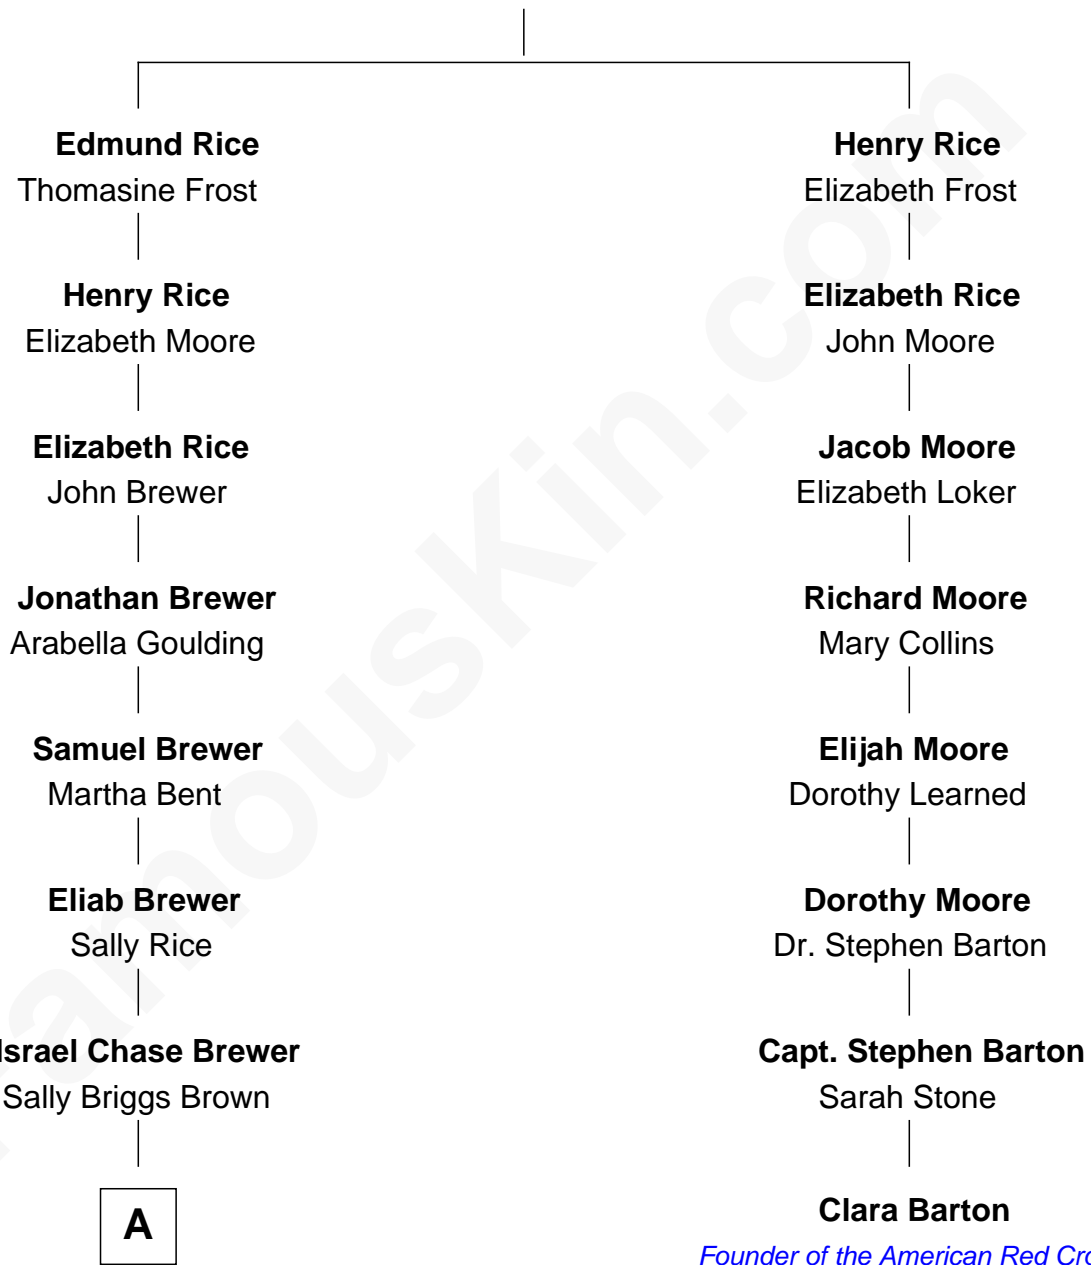 Edmund Rice
Thomasine Frost
Henry Rice
Elizabeth Frost
Henry Rice
Elizabeth Moore
Elizabeth Rice
John Moore
Elizabeth Rice
John Brewer
Jacob Moore
Elizabeth Loker
Jonathan Brewer
Arabella Goulding
Richard Moore
Mary Collins
Samuel Brewer
Martha Bent
Elijah Moore
Dorothy Learned
Eliab Brewer
Sally Rice
Dorothy Moore
Dr. Stephen Barton
Israel Chase Brewer
Sally Briggs Brown
Capt. Stephen Barton
Sarah Stone
A
Clara Barton
Founder of the American Red Cro
FamousKin.com